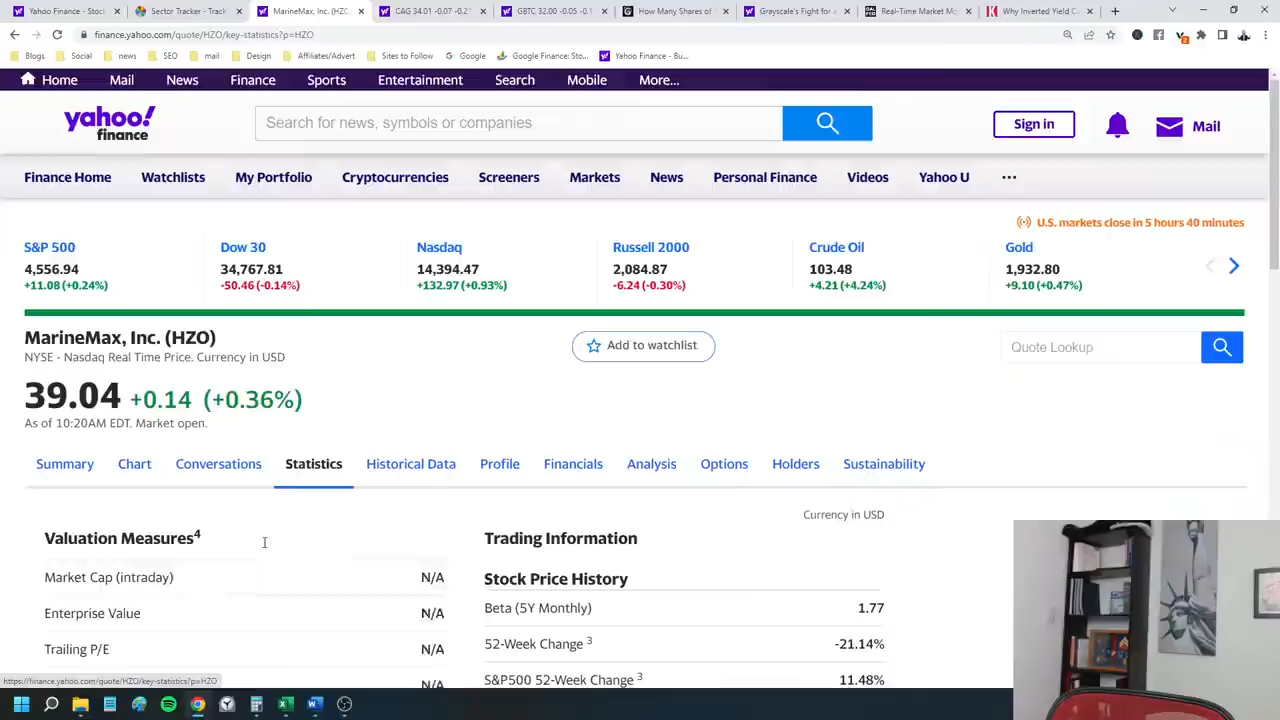 Yahoo Finance - Stock
Sector Tracker - Track
MarineMax, Inc. (HZO)
CAG 34.01 -0.07 -0.21
GBTC 32.00 -0.05 -0.1
How Many Shares of
Grayscale's Fight for a
Real-Time Market M
Why Inverted Yield C
finance.yahoo.com/quote/HZO/key-statistics?p=HZO
Blogs
Social
news
SEO
mail
Design
Affiliates/Advert
Sites to Follow
Google
Google Finance: Sto...
Yahoo Finance - Bu...
Home
Mail
News
Finance
Sports
Entertainment
Search
Mobile
More...
yahoo!
finance
Search for news, symbols or companies
Sign in
Mail
Finance Home
Watchlists
My Portfolio
Cryptocurrencies
Screeners
Markets
News
Personal Finance
Videos
Yahoo U
...
U.S. markets close in 5 hours 40 minutes
S&P 500
4,556.94
+11.08 (+0.24%)
Dow 30
34,767.81
-50.46 (-0.14%)
Nasdaq
14,394.47
+132.97 (+0.93%)
Russell 2000
2,084.87
-6.24 (-0.30%)
Crude Oil
103.48
+4.21 (+4.24%)
Gold
1,932.80
+9.10 (+0.47%)
MarineMax, Inc. (HZO)
NYSE - Nasdaq Real Time Price. Currency in USD
Add to watchlist
Quote Lookup
39.04 +0.14 (+0.36%)
As of 10:20AM EDT. Market open.
Summary
Chart
Conversations
Statistics
Historical Data
Profile
Financials
Analysis
Options
Holders
Sustainability
Currency in USD
Valuation Measures4
Market Cap (intraday) N/A
Enterprise Value N/A
Trailing P/E N/A
N/A
Trading Information
Stock Price History
Beta (5Y Monthly) 1.77
52-Week Change 3 -21.14%
S&P500 52-Week Change 3 11.48%
https://finance.yahoo.com/quote/HZO/key-statistics?p=HZO